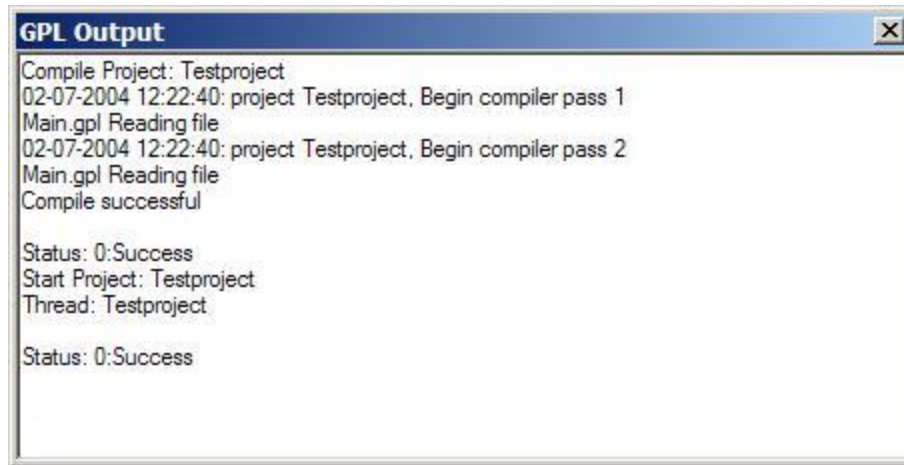 GPL Output
Compile Project: Testproject
02-07-2004 12:22:40: project Testproject, Begin compiler pass 1
Main.gpl Reading file
02-07-2004 12:22:40: project Testproject, Begin compiler pass 2
Main.gpl Reading file
Compile successful
Status: 0:Success
Start Project: Testproject
Thread: Testproject
Status: 0:Success